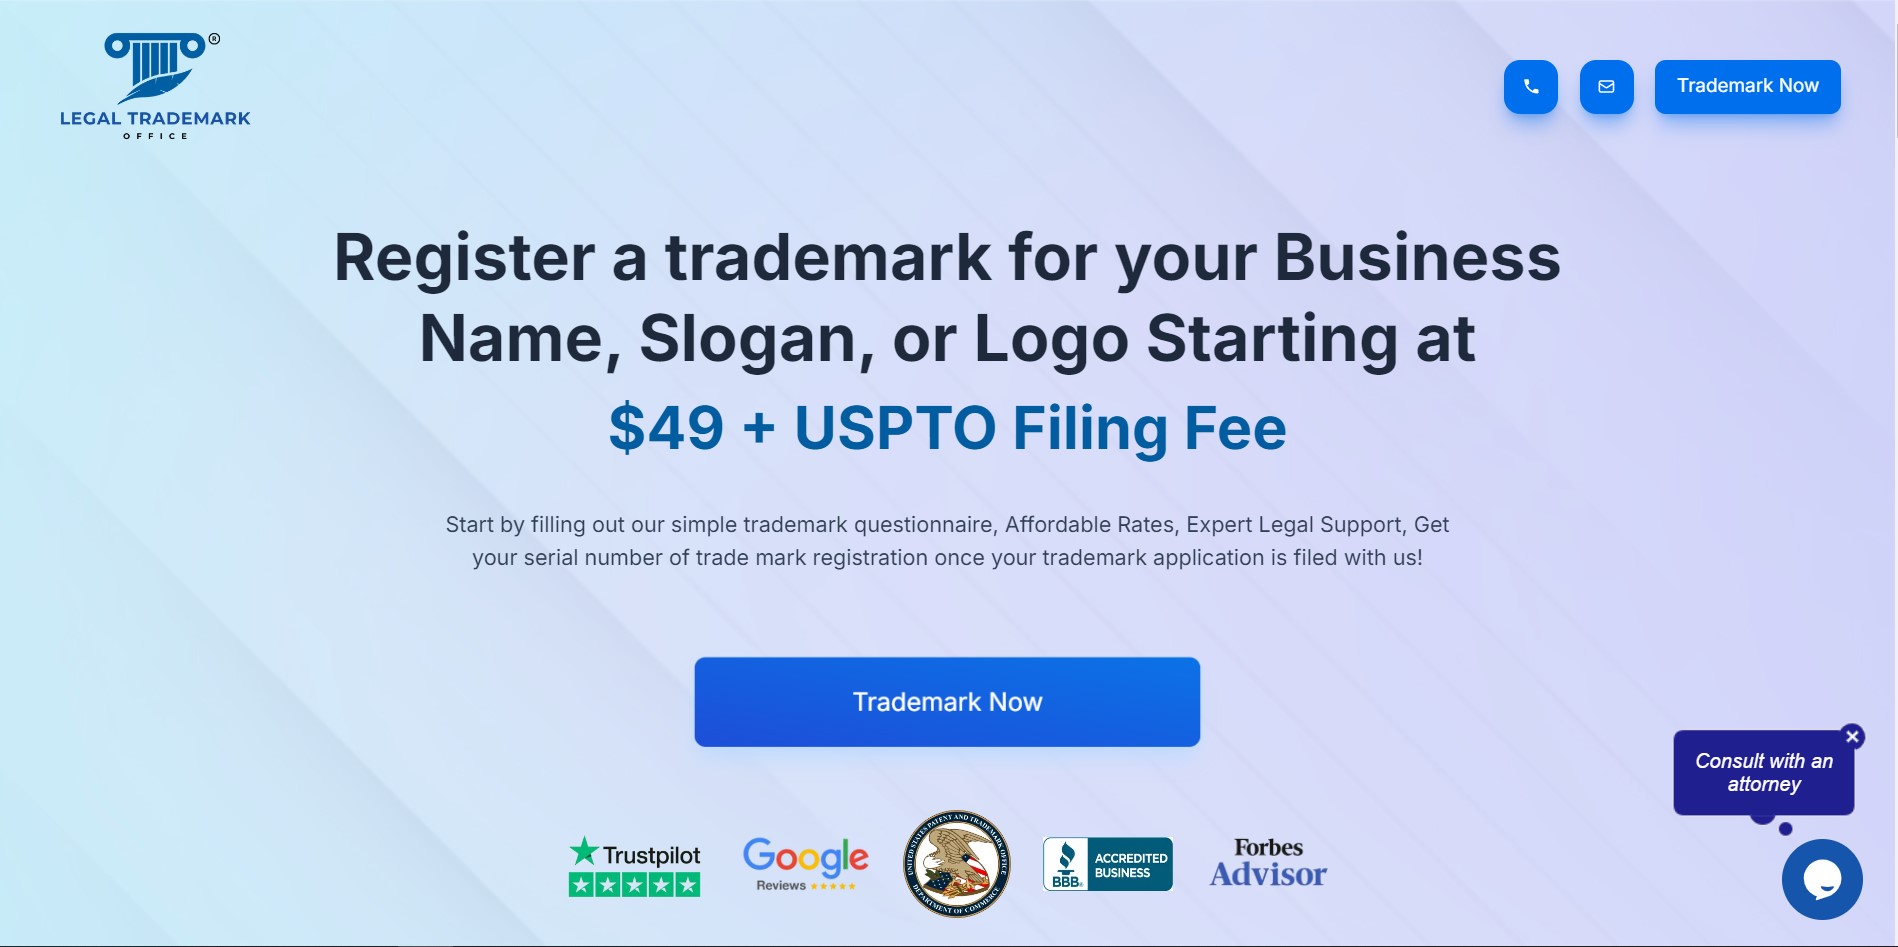 ®
LEGAL TRADEMARK
OFFICE
Trademark Now
Register a trademark for your Business
Name, Slogan, or Logo Starting at
$49 + USPTO Filing Fee
Start by filling out our simple trademark questionnaire, Affordable Rates, Expert Legal Support, Get
your serial number of trade mark registration once your trademark application is filed with us!
Trademark Now
Consult with an
attorney
Trustpilot
Google
Reviews
UNITED STATES PATENT AND TRADEMARK OFFICE
DEPARTMENT OF COMMERCE
BBB
ACCREDITED
BUSINESS
Forbes
Advisor